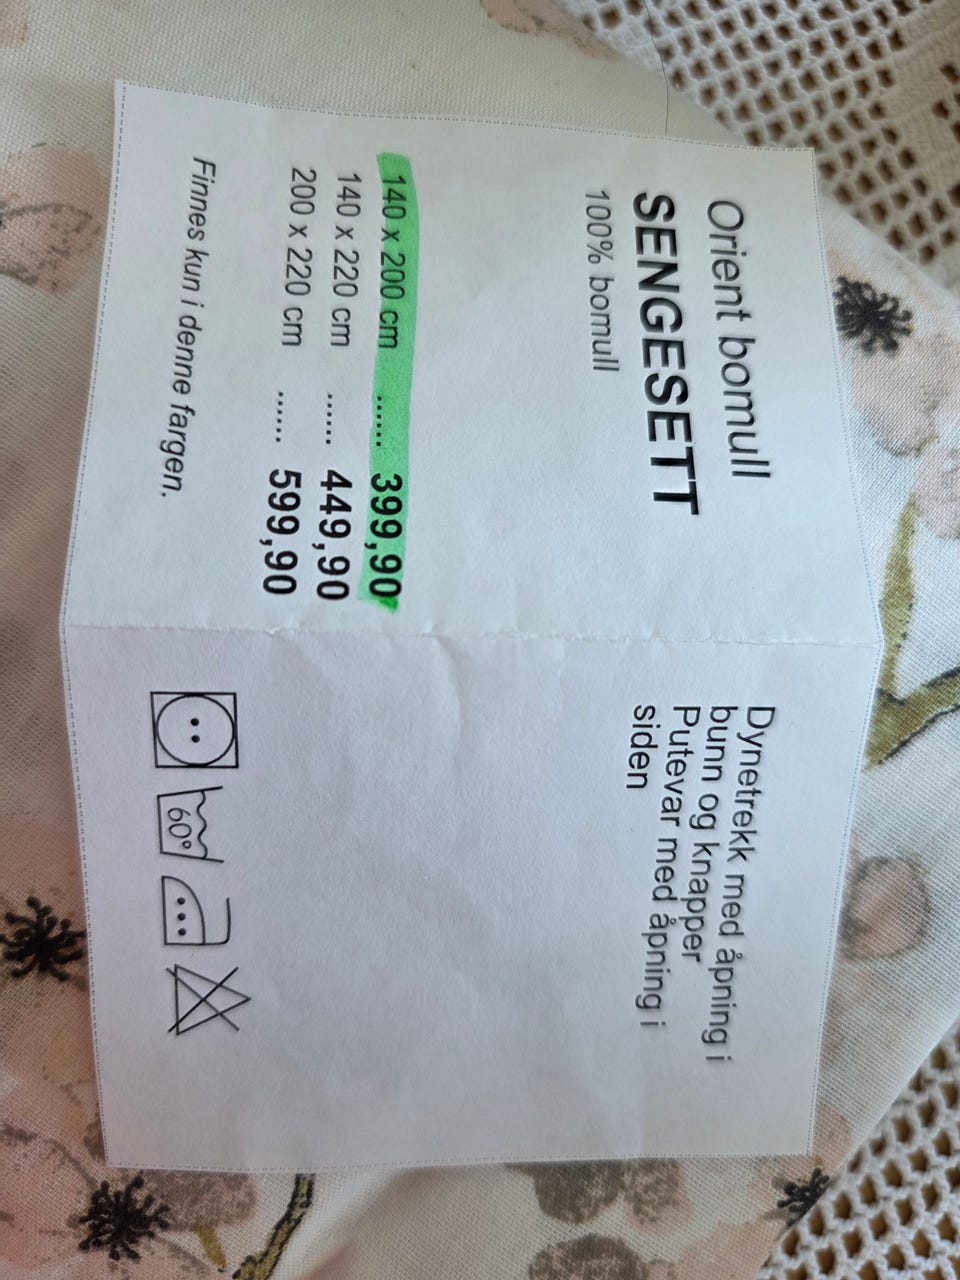 Orient bomull
SENGESETT
100% bomull
140 x 200 cm ...... 399,90
140 x 220 cm ...... 449,90
200 x 220 cm ...... 599,90
Finnes kun i denne fargen.
Dynetrekk med åpning i
bunn og knapper
Putevar med åpning i
siden
60°